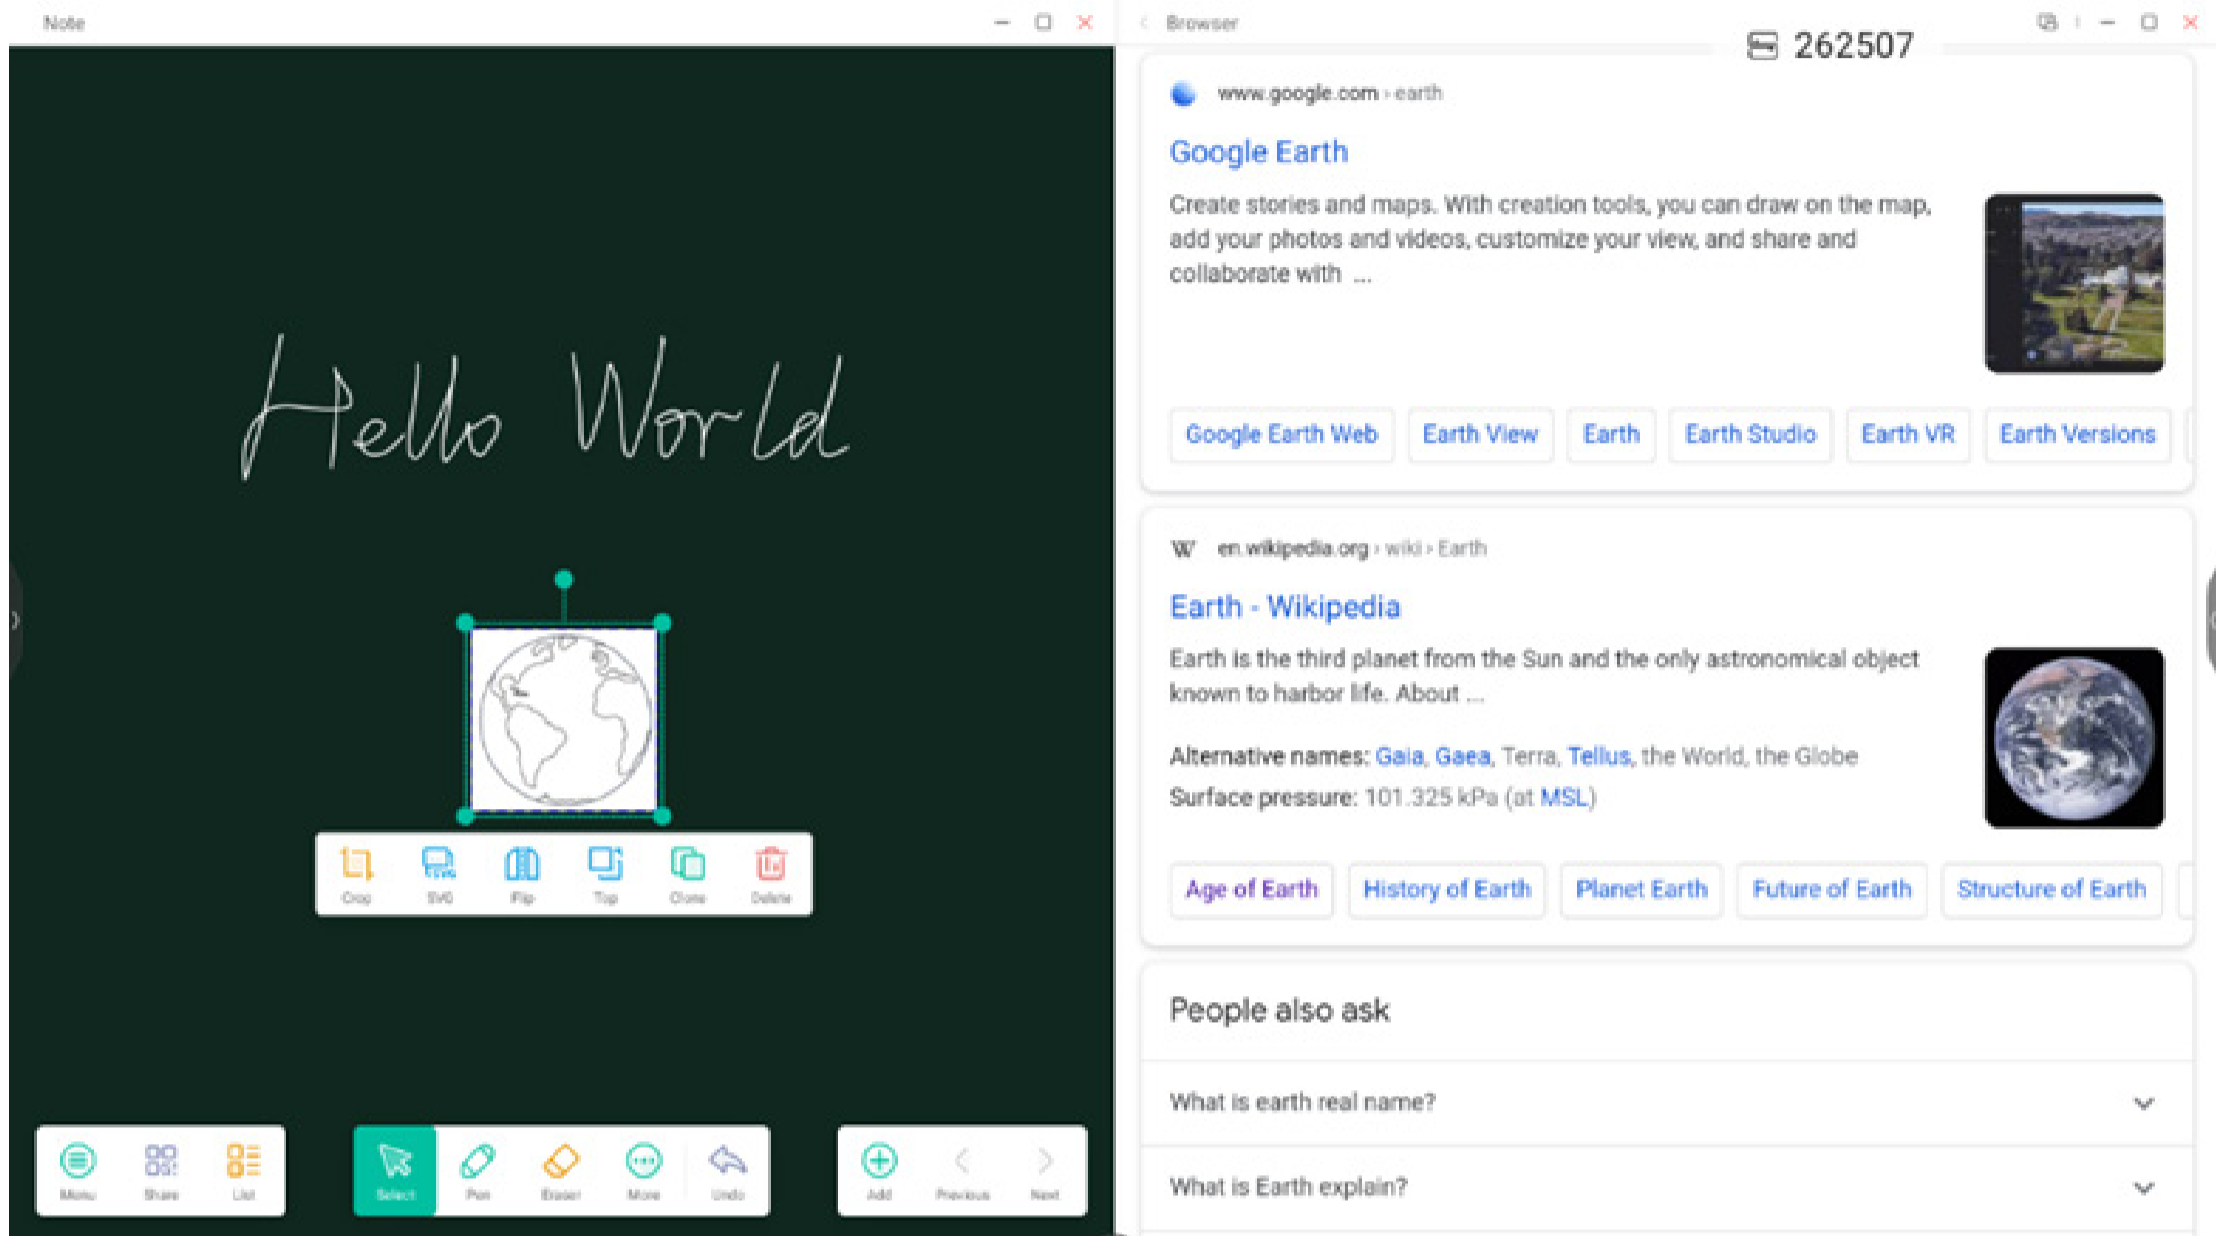 Note
Browser
262507
www.google.com › earth
Google Earth
Create stories and maps. With creation tools, you can draw on the map,
add your photos and videos, customize your view, and share and
collaborate with ...
Google Earth Web
Earth View
Earth
Earth Studio
Earth VR
Earth Versions
Hello World
W en.wikipedia.org › wiki › Earth
Earth - Wikipedia
Earth is the third planet from the Sun and the only astronomical object
known to harbor life. About ...
Alternative names: Gaia, Gaea, Terra, Tellus, the World, the Globe
Surface pressure: 101.325 kPa (at MSL)
Crop
SVG
Flip
Top
Clone
Delete
Age of Earth
History of Earth
Planet Earth
Future of Earth
Structure of Earth
People also ask
What is earth real name?
What is Earth explain?
Menu
Share
List
Select
Pen
Eraser
More
Undo
Add
Previous
Next